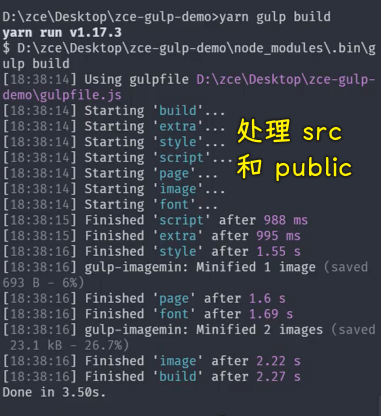 D:\zce\Desktop\zce-gulp-demo>yarn gulp build
yarn run v1.17.3
$ D:\zce\Desktop\zce-gulp-demo\node_modules\.bin\g
ulp build
[18:38:14] Using gulpfile D:\zce\Desktop\zce-gulp-
demo\gulpfile.js
[18:38:14] Starting 'build'...
[18:38:14] Starting 'extra'...
[18:38:14] Starting 'style'...
[18:38:14] Starting 'script'...
[18:38:14] Starting 'page'...
[18:38:14] Starting 'image'...
[18:38:14] Starting 'font'...
处理 src
和 public
[18:38:15] Finished 'script' after 988 ms
[18:38:15] Finished 'extra' after 995 ms
[18:38:16] Finished 'style' after 1.55 s
[18:38:16] gulp-imagemin: Minified 1 image (saved
693 B - 6%)
[18:38:16] Finished 'page' after 1.6 s
[18:38:16] Finished 'font' after 1.69 s
[18:38:16] gulp-imagemin: Minified 2 images (saved
23.1 kB - 26.7%)
[18:38:16] Finished 'image' after 2.22 s
[18:38:16] Finished 'build' after 2.27 s
Done in 3.50s.